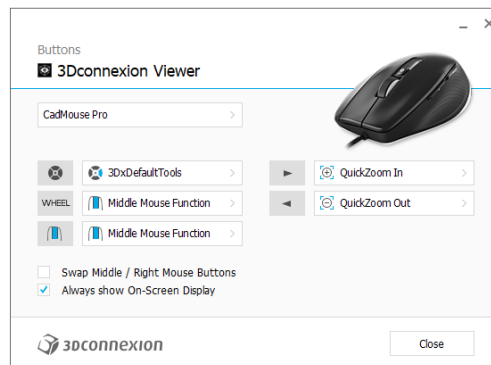 Buttons
3Dconnexion Viewer
CadMouse Pro
3DxDefaultTools
QuickZoom In
WHEEL
Middle Mouse Function
QuickZoom Out
Middle Mouse Function
Swap Middle / Right Mouse Buttons
Always show On-Screen Display
3Dconnexion
Close